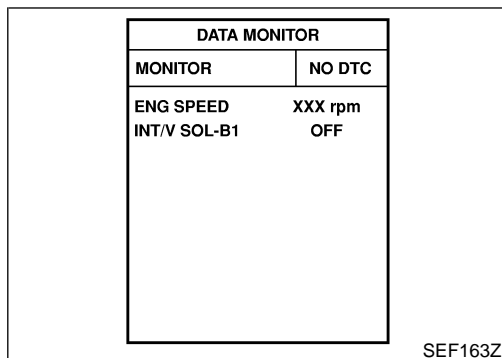 DATA MONITOR
MONITOR NO DTC
ENG SPEED XXX rpm
INT/V SOL-B1 OFF
SEF163Z